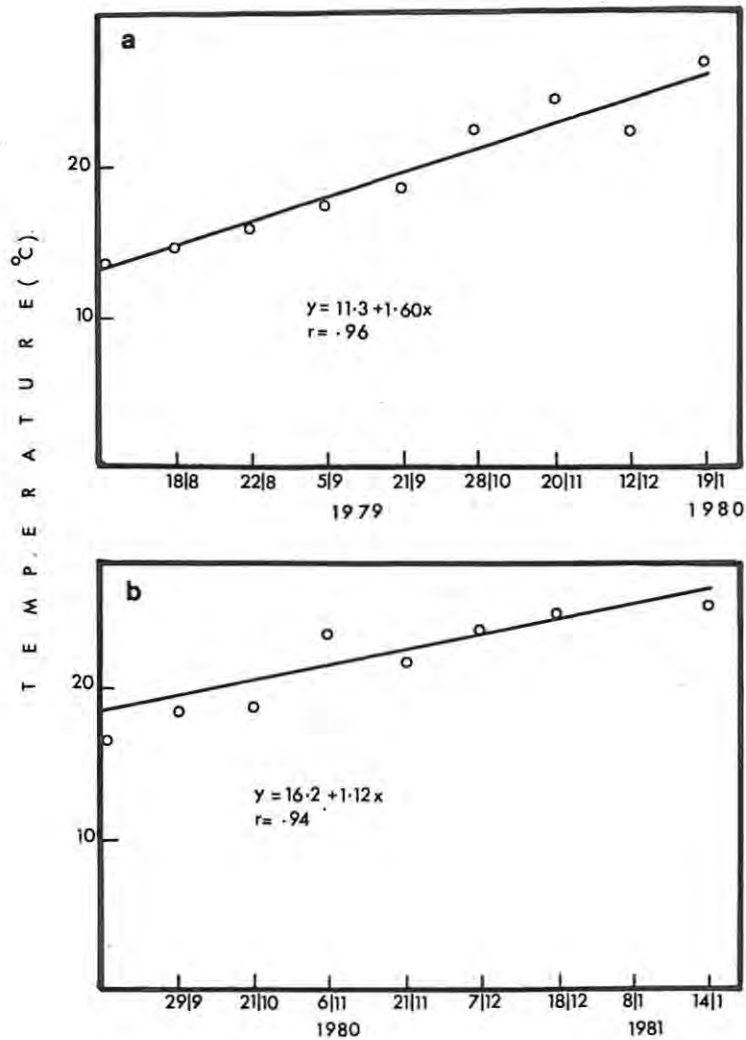 TEMPERATURE(°C).
a
20
10
y = 11·3 +1·60x
r = ·96
18|8 22|8 5|9 21|9 28|10 20|11 12|12 19|1
1979 1980
b
20
10
y = 16·2 +1·12x
r = ·94
29|9 21|10 6|11 21|11 7|12 18|12 8|1 14|1
1980 1981